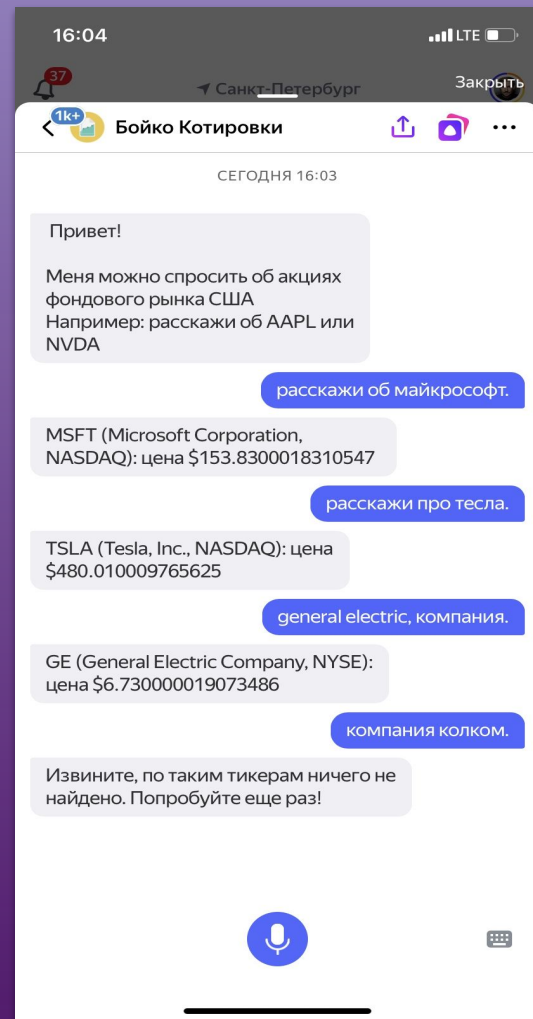 16:04
LTE
37
Санкт-Петербург
Закрыть
1k+
Бойко Котировки
СЕГОДНЯ 16:03
Привет!
Меня можно спросить об акциях
фондового рынка США
Например: расскажи об AAPL или
NVDA
расскажи об майкрософт.
MSFT (Microsoft Corporation,
NASDAQ): цена $153.8300018310547
расскажи про тесла.
TSLA (Tesla, Inc., NASDAQ): цена
$480.010009765625
general electric, компания.
GE (General Electric Company, NYSE):
цена $6.730000019073486
компания колком.
Извините, по таким тикерам ничего не
найдено. Попробуйте еще раз!